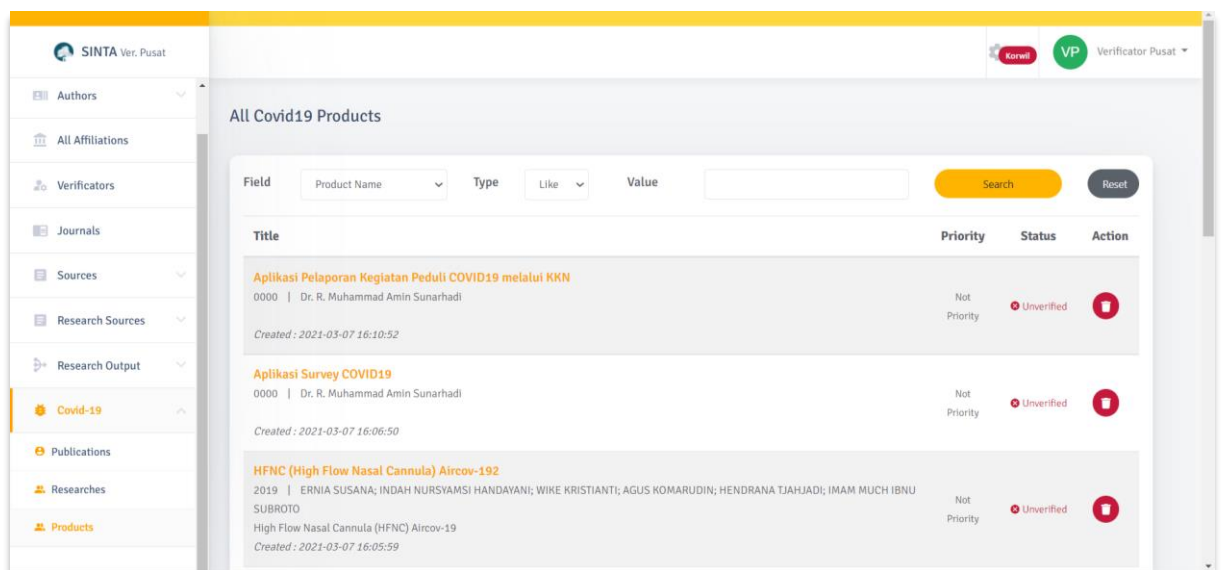 SINTA Ver. Pusat
Korwil
VP
Verificator Pusat
Authors
All Affiliations
Verificators
Journals
Sources
Research Sources
Research Output
Covid-19
Publications
Researches
Products
All Covid19 Products
Field
Product Name
Type
Like
Value
Search
Reset
Title
Priority
Status
Action
Aplikasi Pelaporan Kegiatan Peduli COVID19 melalui KKN
0000 | Dr. R. Muhammad Amin Sunarhadi
Created : 2021-03-07 16:10:52
Not
Priority
Unverified
Aplikasi Survey COVID19
0000 | Dr. R. Muhammad Amin Sunarhadi
Created : 2021-03-07 16:06:50
Not
Priority
Unverified
HFNC (High Flow Nasal Cannula) Aircov-192
2019 | ERNIA SUSANA; INDAH NURSYAMSI HANDAYANI; WIKE KRISTIANTI; AGUS KOMARUDIN; HENDRANA TJAHJADI; IMAM MUCH IBNU
SUBROTO
High Flow Nasal Cannula (HFNC) Aircov-19
Created : 2021-03-07 16:05:59
Not
Priority
Unverified